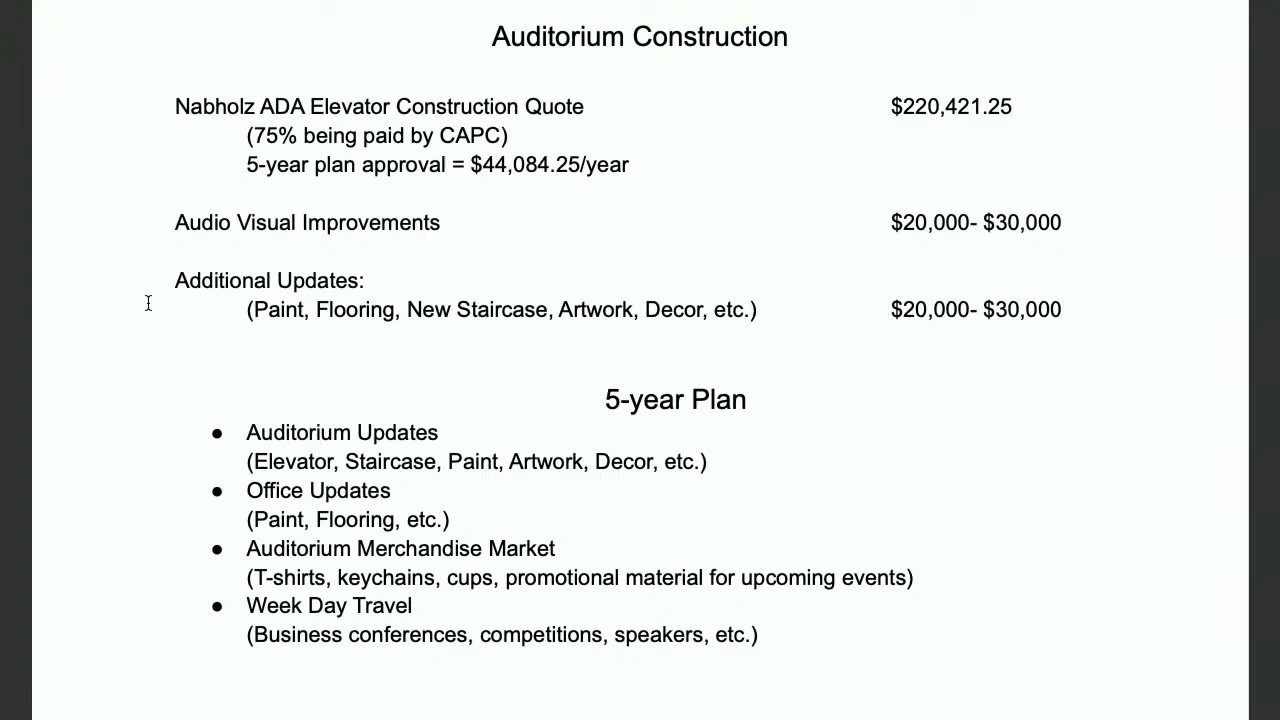 Auditorium Construction
Nabholz ADA Elevator Construction Quote $220,421.25
(75% being paid by CAPC)
5-year plan approval = $44,084.25/year
Audio Visual Improvements $20,000- $30,000
Additional Updates:
(Paint, Flooring, New Staircase, Artwork, Decor, etc.) $20,000- $30,000
5-year Plan
● Auditorium Updates
(Elevator, Staircase, Paint, Artwork, Decor, etc.)
● Office Updates
(Paint, Flooring, etc.)
● Auditorium Merchandise Market
(T-shirts, keychains, cups, promotional material for upcoming events)
● Week Day Travel
(Business conferences, competitions, speakers, etc.)